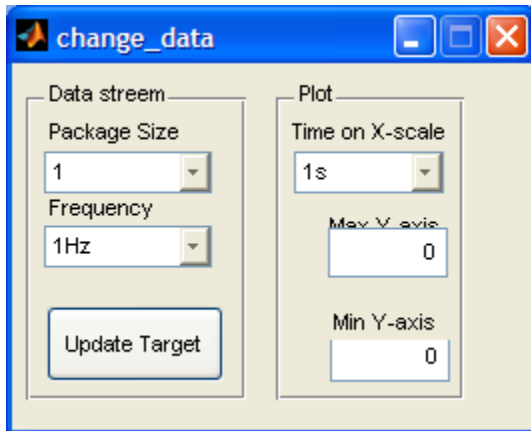 change_data
Data streem
Package Size
1
Frequency
1Hz
Update Target
Plot
Time on X-scale
1s
Max Y-axis
0
Min Y-axis
0